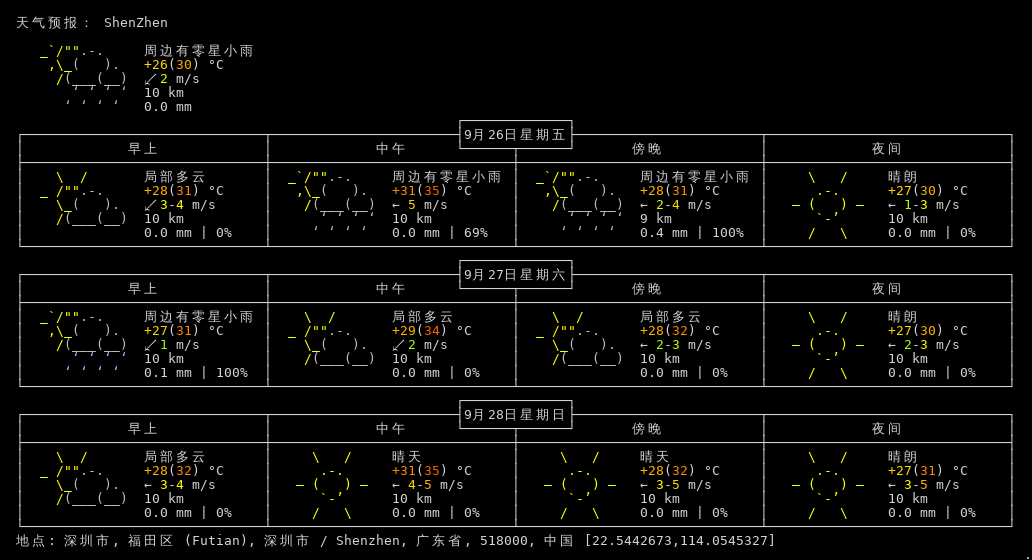 天气预报： ShenZhen
周边有零星小雨
+26(30) °C
↙ 2 m/s
10 km
0.0 mm
9月26日星期五
早上 中午 傍晚 夜间
局部多云 周边有零星小雨 周边有零星小雨 晴朗
+28(31) °C +31(35) °C +28(31) °C +27(30) °C
↙ 3-4 m/s ← 5 m/s ← 2-4 m/s ← 1-3 m/s
10 km 10 km 9 km 10 km
0.0 mm | 0% 0.0 mm | 69% 0.4 mm | 100% 0.0 mm | 0%
9月27日星期六
早上 中午 傍晚 夜间
周边有零星小雨 局部多云 局部多云 晴朗
+27(31) °C +29(34) °C +28(32) °C +27(30) °C
↙ 1 m/s ↙ 2 m/s ← 2-3 m/s ← 2-3 m/s
10 km 10 km 10 km 10 km
0.1 mm | 100% 0.0 mm | 0% 0.0 mm | 0% 0.0 mm | 0%
9月28日星期日
早上 中午 傍晚 夜间
局部多云 晴天 晴天 晴朗
+28(32) °C +31(35) °C +28(32) °C +27(31) °C
← 3-4 m/s ← 4-5 m/s ← 3-5 m/s ← 3-5 m/s
10 km 10 km 10 km 10 km
0.0 mm | 0% 0.0 mm | 0% 0.0 mm | 0% 0.0 mm | 0%
地点: 深圳市, 福田区 (Futian), 深圳市 / Shenzhen, 广东省, 518000, 中国 [22.5442673,114.0545327]